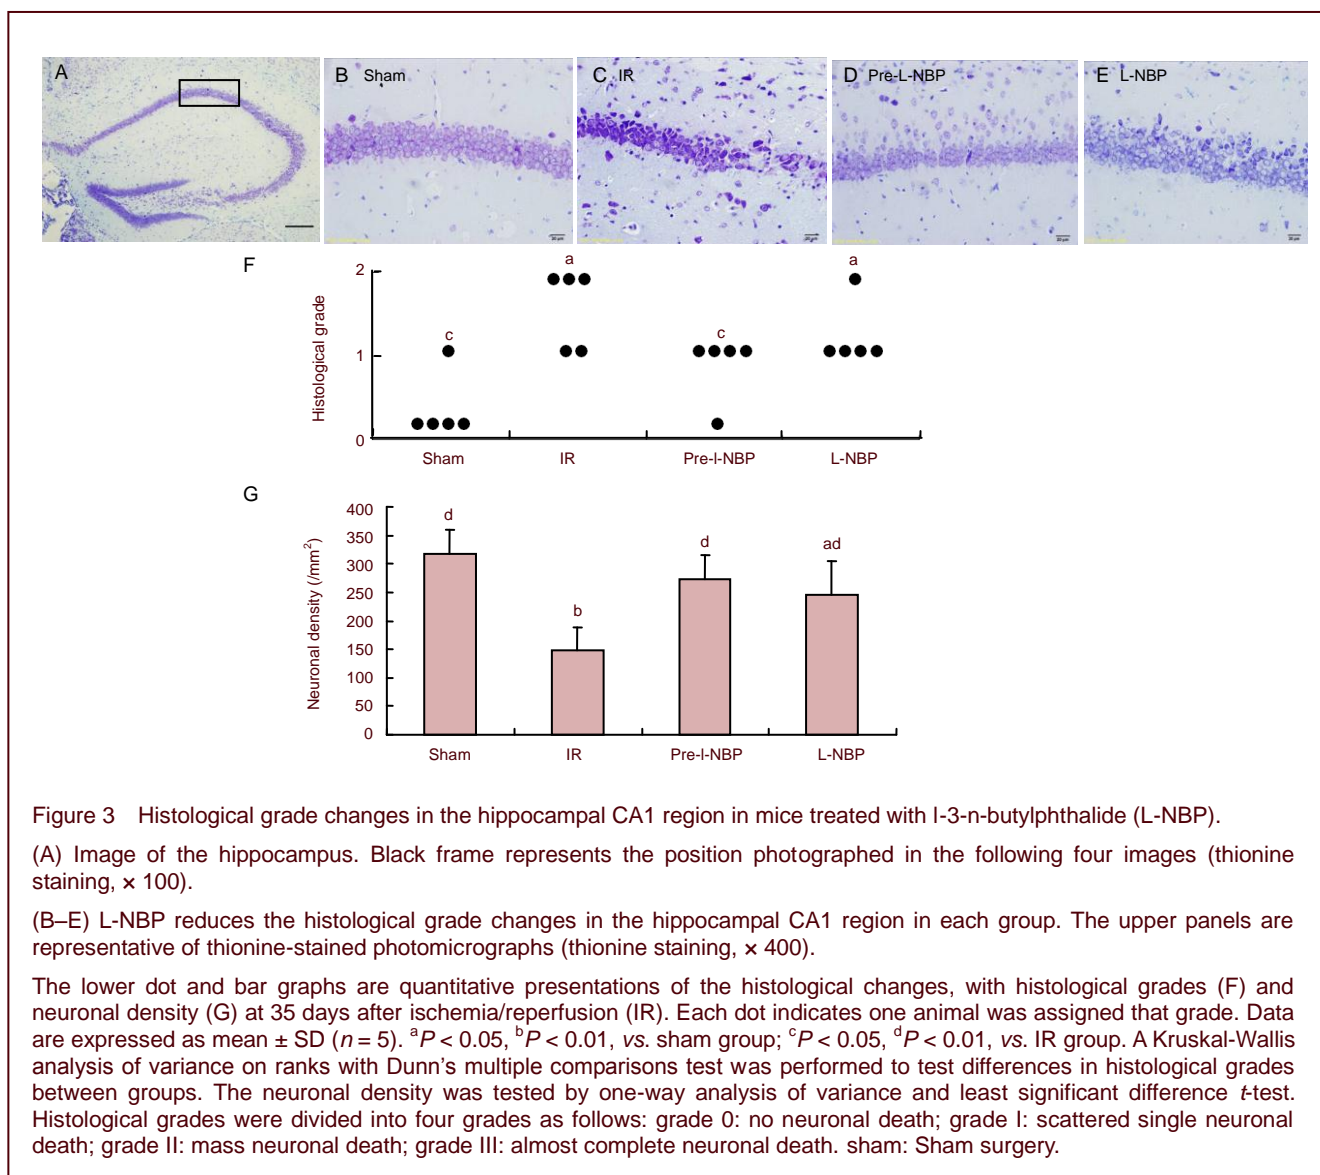 A
B Sham
C IR
D Pre-L-NBP
E L-NBP
20 μm
20 μm
20 μm
F
Histological grade
2
1
0
a
c
c
a
Sham IR Pre-l-NBP L-NBP
G
Neuronal density (/mm²)
400
350
300
250
200
150
100
50
0
d
b
d
ad
Sham IR Pre-l-NBP L-NBP
Figure 3 Histological grade changes in the hippocampal CA1 region in mice treated with l-3-n-butylphthalide (L-NBP).
(A) Image of the hippocampus. Black frame represents the position photographed in the following four images (thionine
staining, × 100).
(B–E) L-NBP reduces the histological grade changes in the hippocampal CA1 region in each group. The upper panels are
representative of thionine-stained photomicrographs (thionine staining, × 400).
The lower dot and bar graphs are quantitative presentations of the histological changes, with histological grades (F) and
neuronal density (G) at 35 days after ischemia/reperfusion (IR). Each dot indicates one animal was assigned that grade. Data
are expressed as mean ± SD (n = 5). ᵃP < 0.05, ᵇP < 0.01, vs. sham group; ᶜP < 0.05, ᵈP < 0.01, vs. IR group. A Kruskal-Wallis
analysis of variance on ranks with Dunn's multiple comparisons test was performed to test differences in histological grades
between groups. The neuronal density was tested by one-way analysis of variance and least significant difference t-test.
Histological grades were divided into four grades as follows: grade 0: no neuronal death; grade I: scattered single neuronal
death; grade II: mass neuronal death; grade III: almost complete neuronal death. sham: Sham surgery.